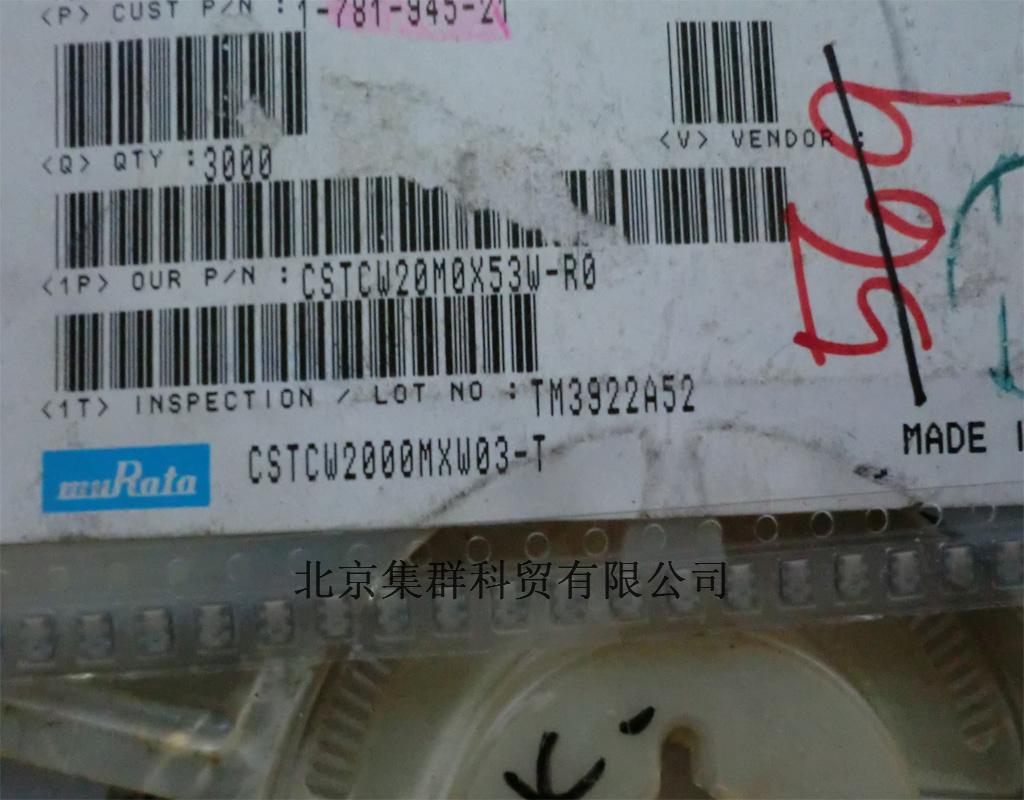 <P> CUST P/N : 1-781-945-21
<Q> QTY : 3000
<V> VENDOR :
<1P> OUR P/N : CSTCW20M0X53W-R0
<1T> INSPECTION / LOT NO : TM3922A52
muRata
CSTCW2000MXW03-T
MADE
北京集群科贸有限公司